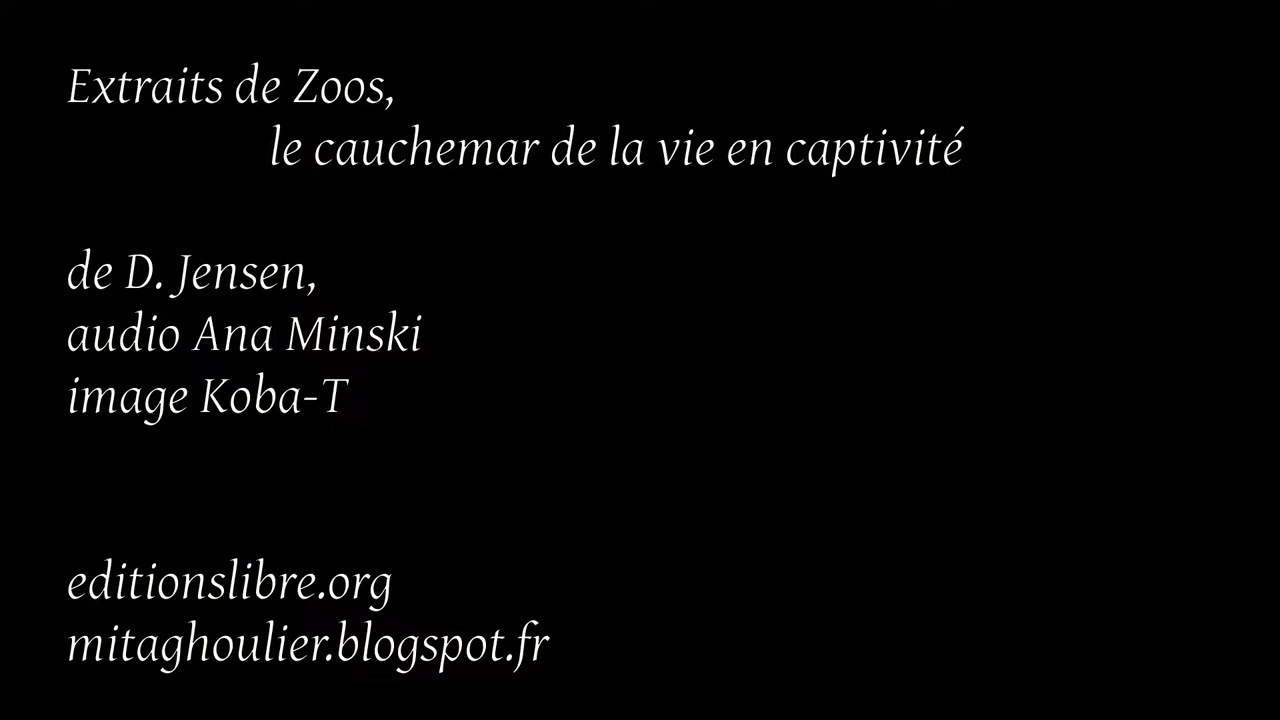 Extraits de Zoos,
le cauchemar de la vie en captivité
de D. Jensen,
audio Ana Minski
image Koba-T
editionslibre.org
mitaghoulier.blogspot.fr